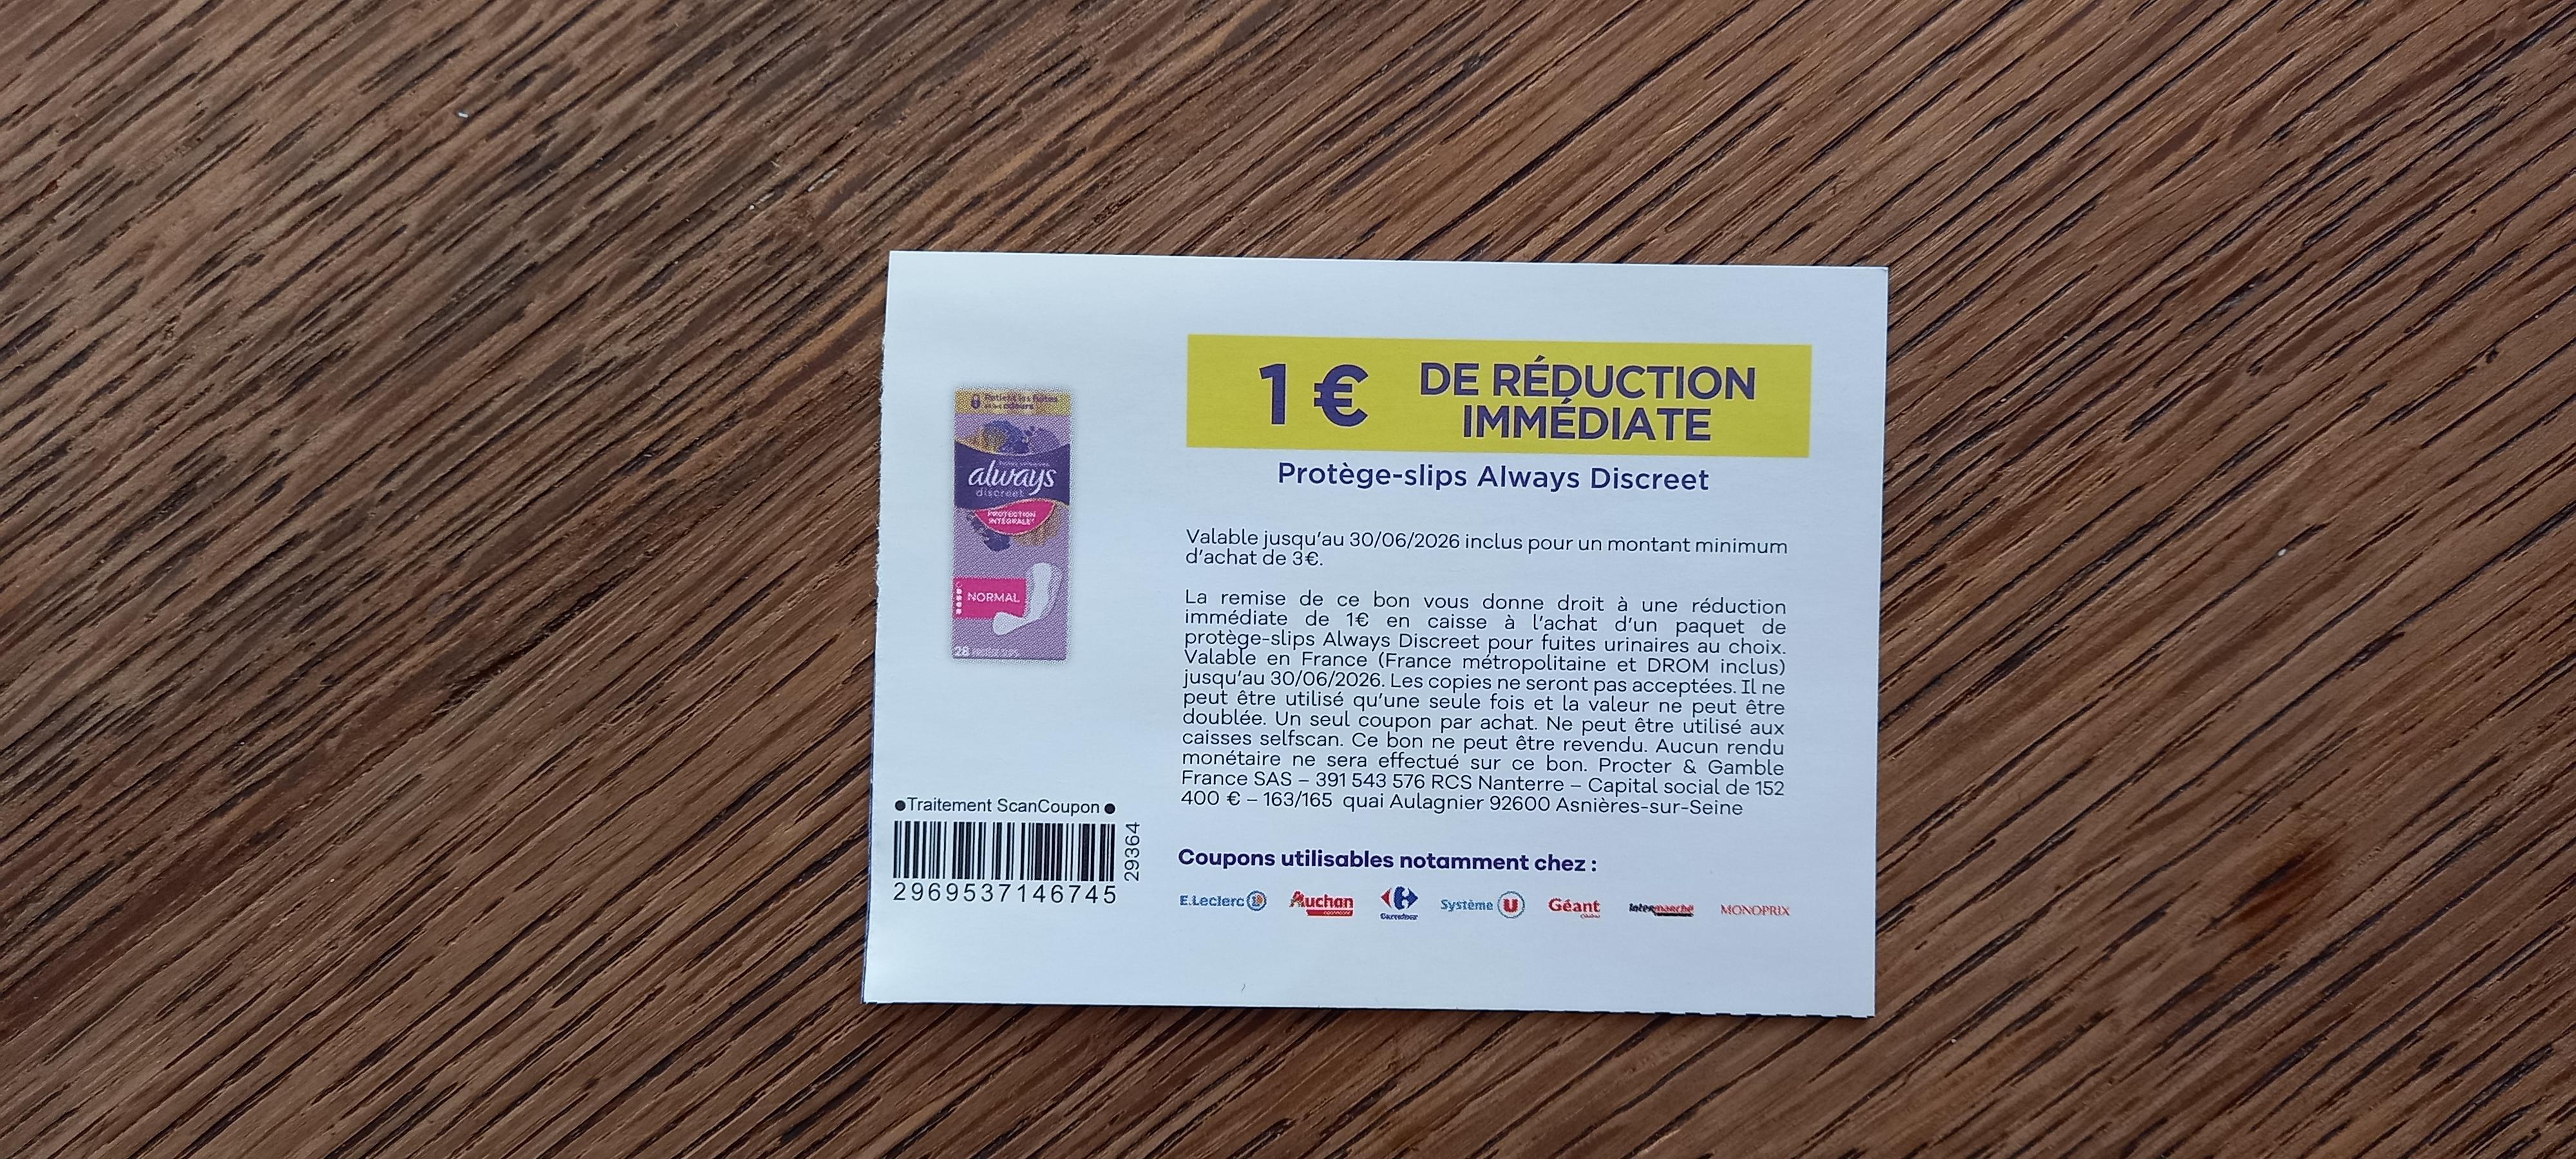 Retient les fuites
et les odeurs
always
discreet
PROTECTION
INTÉGRALE*
NORMAL
28 PROTÈGE-SLIPS
1 € DE RÉDUCTION
IMMÉDIATE
Protège-slips Always Discreet
Valable jusqu'au 30/06/2026 inclus pour un montant minimum
d'achat de 3€.
La remise de ce bon vous donne droit à une réduction
immédiate de 1€ en caisse à l'achat d'un paquet de
protège-slips Always Discreet pour fuites urinaires au choix.
Valable en France (France métropolitaine et DROM inclus)
jusqu'au 30/06/2026. Les copies ne seront pas acceptées. Il ne
peut être utilisé qu'une seule fois et la valeur ne peut être
doublée. Un seul coupon par achat. Ne peut être utilisé aux
caisses selfscan. Ce bon ne peut être revendu. Aucun rendu
monétaire ne sera effectué sur ce bon. Procter & Gamble
France SAS – 391 543 576 RCS Nanterre – Capital social de 152
400 € – 163/165 quai Aulagnier 92600 Asnières-sur-Seine
●Traitement ScanCoupon ●
29364
2969537146745
Coupons utilisables notamment chez :
E.Leclerc Auchan Carrefour Système U Géant Intermarché MONOPRIX